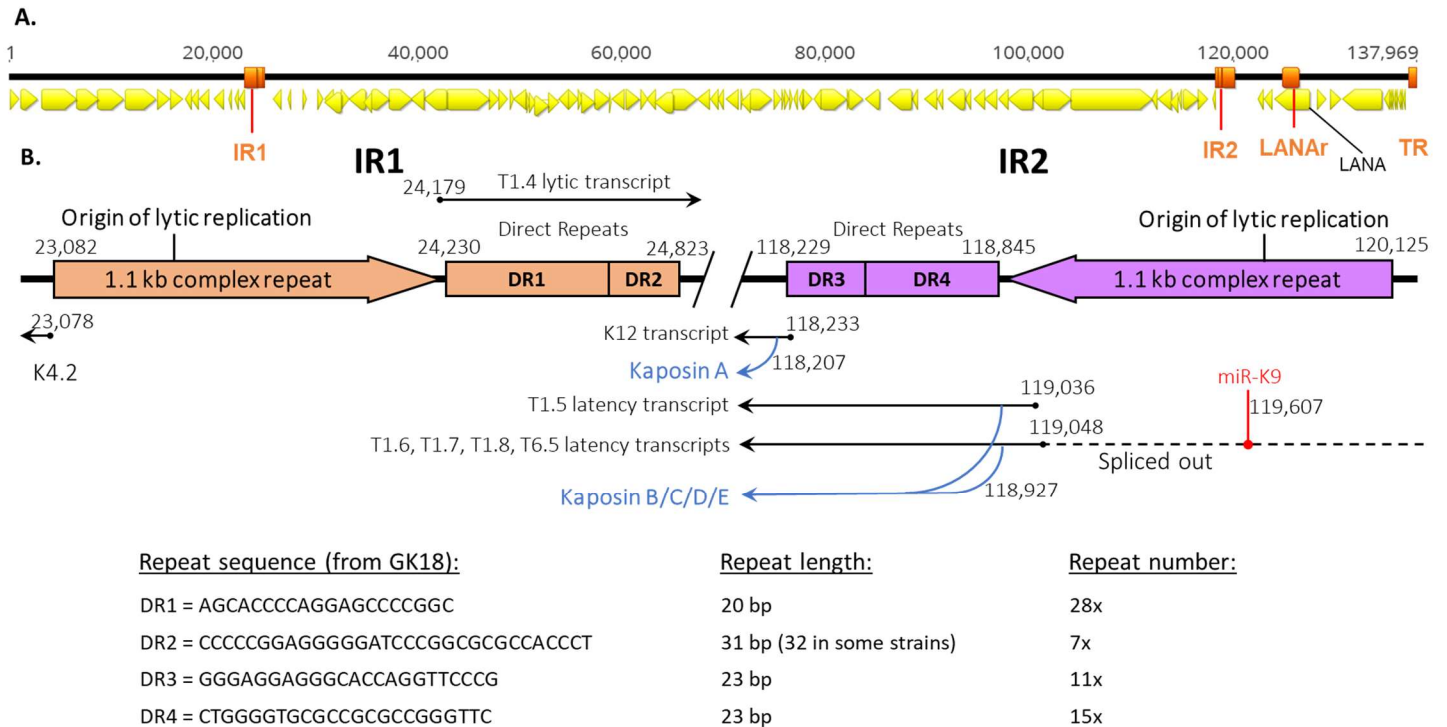 A.
1 20,000 40,000 60,000 80,000 100,000 120,000 137,969
IR1 IR2 LANAr LANA TR
B.
IR1 IR2
24,179 T1.4 lytic transcript
Origin of lytic replication Direct Repeats Direct Repeats Origin of lytic replication
23,082 24,230 24,823 118,229 118,845 120,125
1.1 kb complex repeat DR1 DR2 DR3 DR4 1.1 kb complex repeat
23,078 K12 transcript 118,233
K4.2 Kaposin A 118,207
miR-K9
T1.5 latency transcript 119,036 119,607
T1.6, T1.7, T1.8, T6.5 latency transcripts 119,048
Spliced out
Kaposin B/C/D/E 118,927
Repeat sequence (from GK18): Repeat length: Repeat number:
DR1 = AGCACCCCAGGAGCCCCGGC 20 bp 28x
DR2 = CCCCCGGAGGGGGATCCCGGCGCGCCACCCT 31 bp (32 in some strains) 7x
DR3 = GGGAGGAGGGCACCAGGTTCCCG 23 bp 11x
DR4 = CTGGGGTGCGCCGCGCCGGGTTC 23 bp 15x